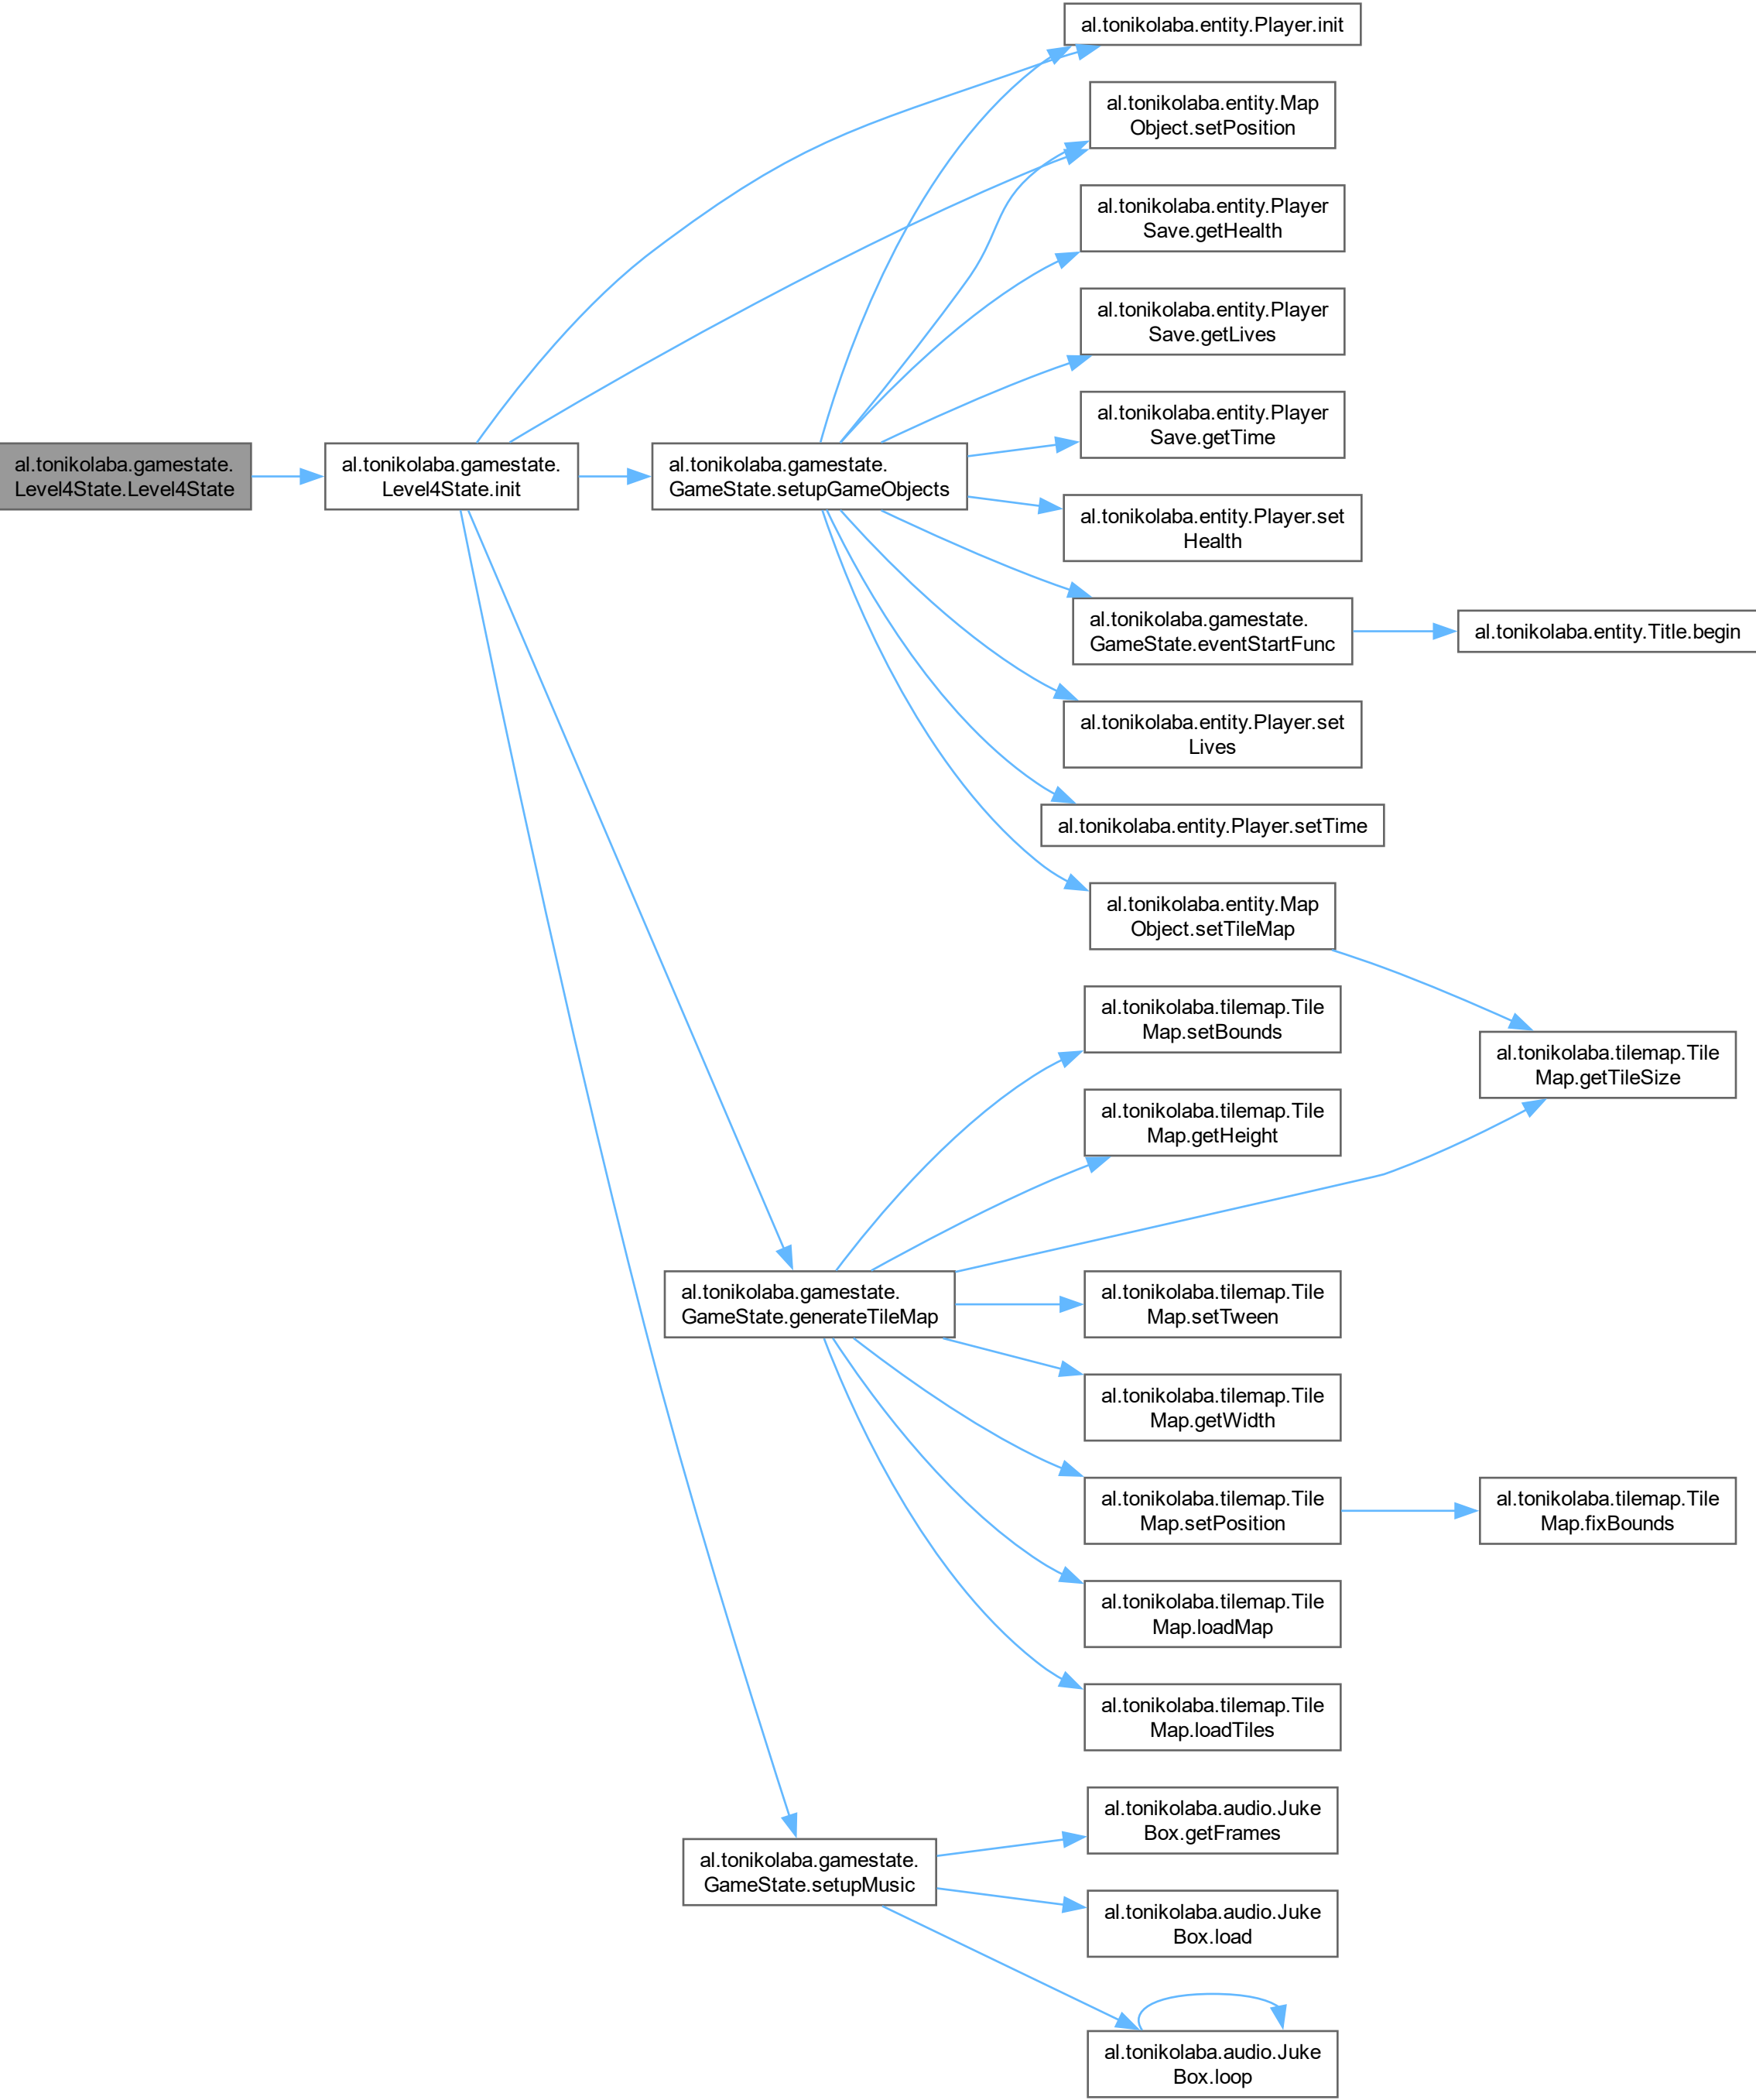 al.tonikolaba.gamestate.
Level4State.Level4State
al.tonikolaba.gamestate.
Level4State.init
al.tonikolaba.gamestate.
GameState.setupGameObjects
al.tonikolaba.entity.Player.init
al.tonikolaba.entity.Map
Object.setPosition
al.tonikolaba.entity.Player
Save.getHealth
al.tonikolaba.entity.Player
Save.getLives
al.tonikolaba.entity.Player
Save.getTime
al.tonikolaba.entity.Player.set
Health
al.tonikolaba.gamestate.
GameState.eventStartFunc
al.tonikolaba.entity.Title.begin
al.tonikolaba.entity.Player.set
Lives
al.tonikolaba.entity.Player.setTime
al.tonikolaba.entity.Map
Object.setTileMap
al.tonikolaba.tilemap.Tile
Map.getTileSize
al.tonikolaba.gamestate.
GameState.generateTileMap
al.tonikolaba.tilemap.Tile
Map.setBounds
al.tonikolaba.tilemap.Tile
Map.getHeight
al.tonikolaba.tilemap.Tile
Map.setTween
al.tonikolaba.tilemap.Tile
Map.getWidth
al.tonikolaba.tilemap.Tile
Map.setPosition
al.tonikolaba.tilemap.Tile
Map.fixBounds
al.tonikolaba.tilemap.Tile
Map.loadMap
al.tonikolaba.tilemap.Tile
Map.loadTiles
al.tonikolaba.gamestate.
GameState.setupMusic
al.tonikolaba.audio.Juke
Box.getFrames
al.tonikolaba.audio.Juke
Box.load
al.tonikolaba.audio.Juke
Box.loop